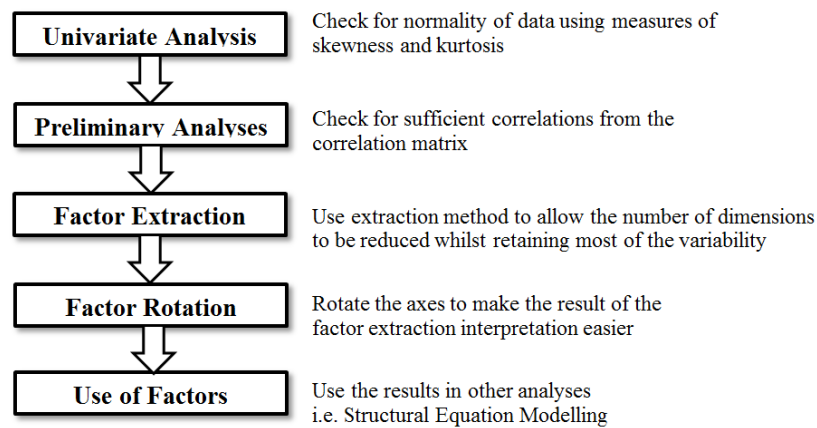 Univariate Analysis
Check for normality of data using measures of
skewness and kurtosis
Preliminary Analyses
Check for sufficient correlations from the
correlation matrix
Factor Extraction
Use extraction method to allow the number of dimensions
to be reduced whilst retaining most of the variability
Factor Rotation
Rotate the axes to make the result of the
factor extraction interpretation easier
Use of Factors
Use the results in other analyses
i.e. Structural Equation Modelling